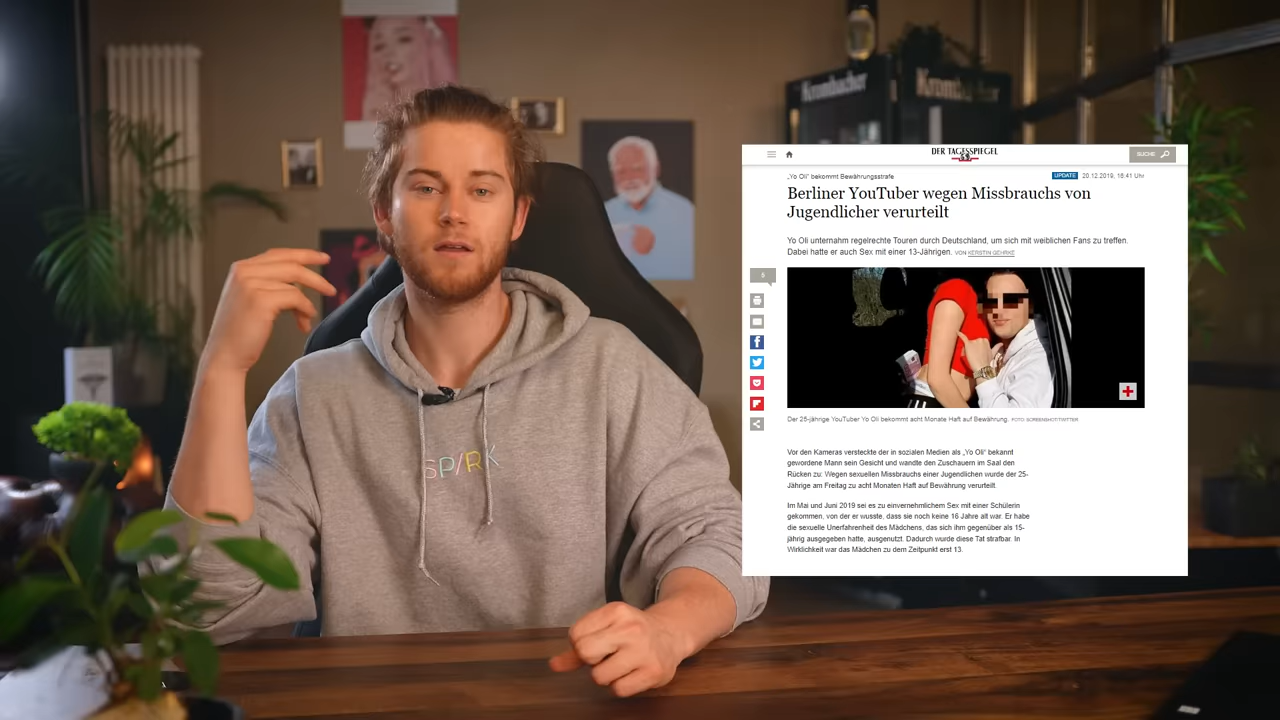 Krombacher
Krombacher
SP/RK
DER TAGESSPIEGEL
SUCHE
„Yo Oli" bekommt Bewährungsstrafe
UPDATE 20.12.2019, 16:41 Uhr
Berliner YouTuber wegen Missbrauchs von
Jugendlicher verurteilt
Yo Oli unternahm regelrechte Touren durch Deutschland, um sich mit weiblichen Fans zu treffen.
Dabei hatte er auch Sex mit einer 13-Jährigen. VON KERSTIN GEHRKE
Der 25-jährige YouTuber Yo Oli bekommt acht Monate Haft auf Bewährung. FOTO: SCREENSHOT/TWITTER
Vor den Kameras versteckte der in sozialen Medien als „Yo Oli" bekannt
gewordene Mann sein Gesicht und wandte den Zuschauern im Saal den
Rücken zu: Wegen sexuellen Missbrauchs einer Jugendlichen wurde der 25-
Jährige am Freitag zu acht Monaten Haft auf Bewährung verurteilt.
Im Mai und Juni 2019 sei es zu einvernehmlichem Sex mit einer Schülerin
gekommen, von der er wusste, dass sie noch keine 16 Jahre alt war. Er habe
die sexuelle Unerfahrenheit des Mädchens, das sich ihm gegenüber als 15-
jährig ausgegeben hatte, ausgenutzt. Dadurch wurde diese Tat strafbar. In
Wirklichkeit war das Mädchen zu dem Zeitpunkt erst 13.